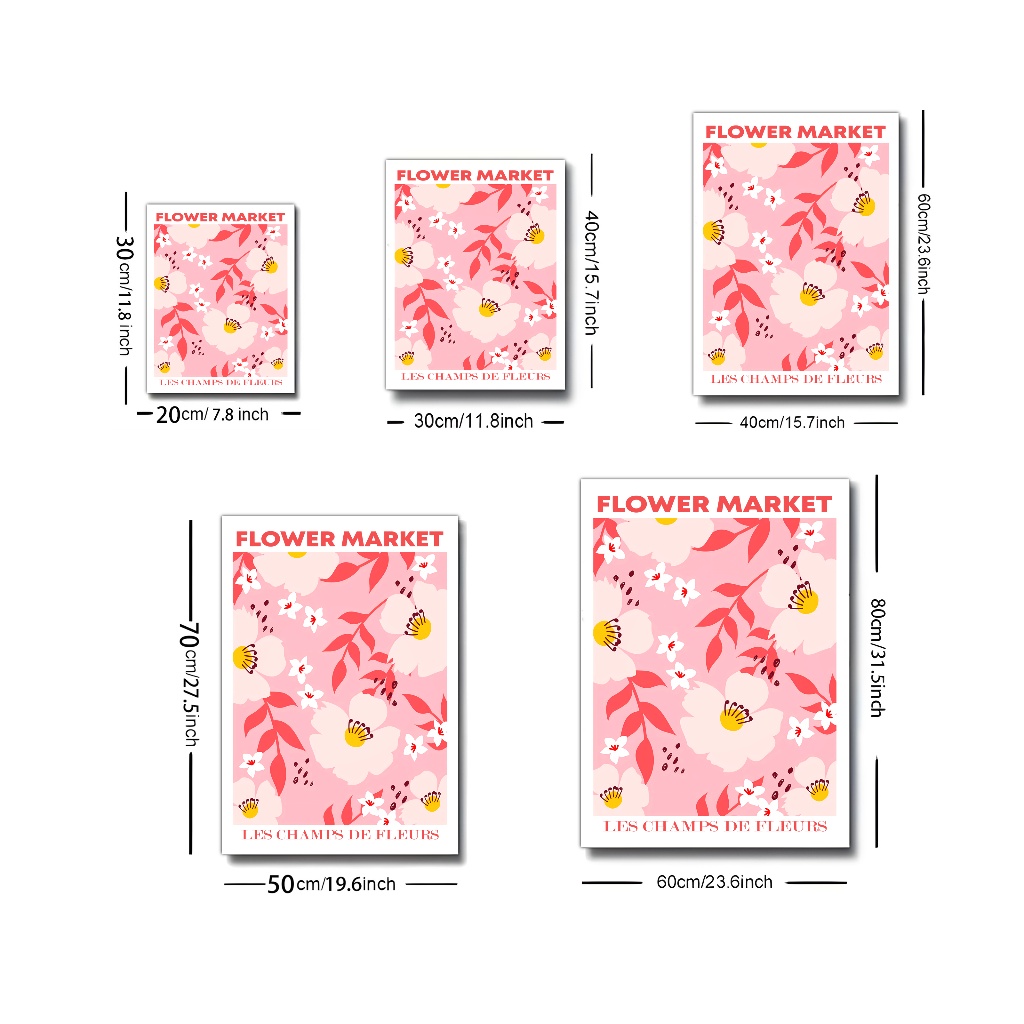 FLOWER MARKET
LES CHAMPS DE FLEURS
30cm/11.8 inch
20cm/ 7.8 inch
FLOWER MARKET
LES CHAMPS DE FLEURS
40cm/15.7inch
30cm/11.8inch
FLOWER MARKET
LES CHAMPS DE FLEURS
60cm/23.6inch
40cm/15.7inch
FLOWER MARKET
LES CHAMPS DE FLEURS
70cm/27.5inch
50cm/19.6inch
FLOWER MARKET
LES CHAMPS DE FLEURS
80cm/31.5inch
60cm/23.6inch